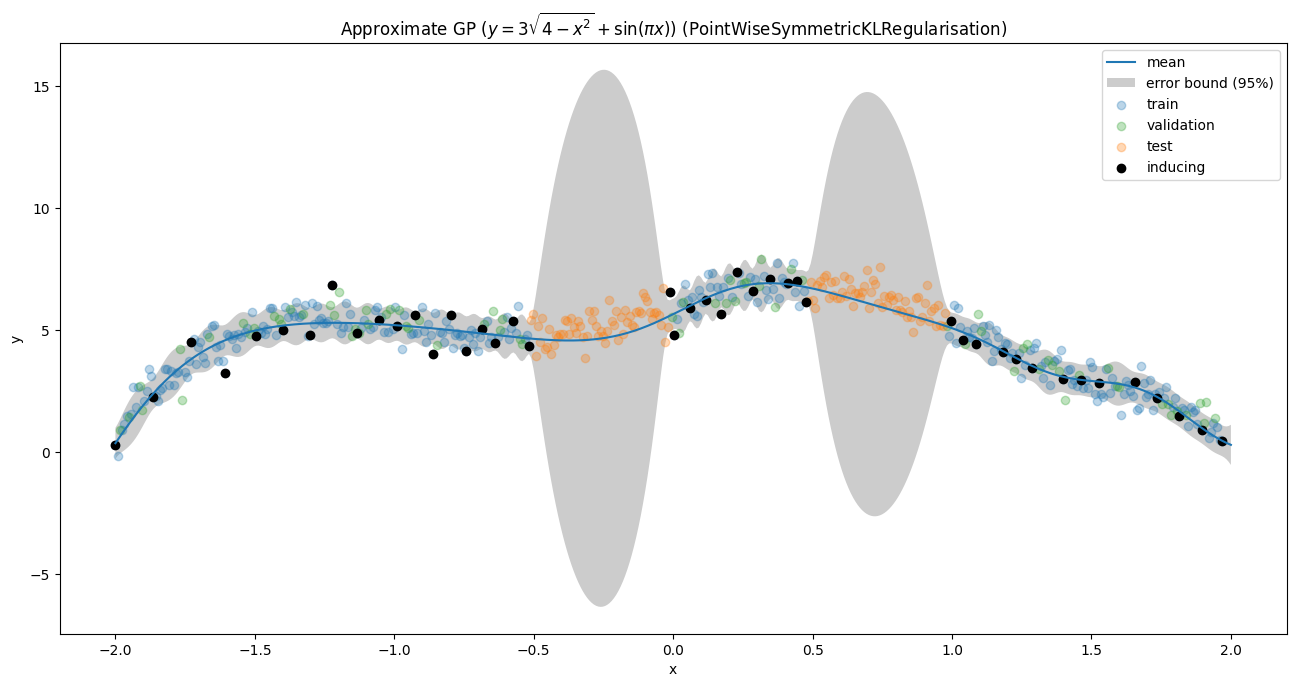 Approximate GP (y = 3√4 − x² + sin(πx)) (PointWiseSymmetricKLRegularisation)
mean
error bound (95%)
train
validation
test
inducing
y
15
10
5
0
−5
−2.0 −1.5 −1.0 −0.5 0.0 0.5 1.0 1.5 2.0
x